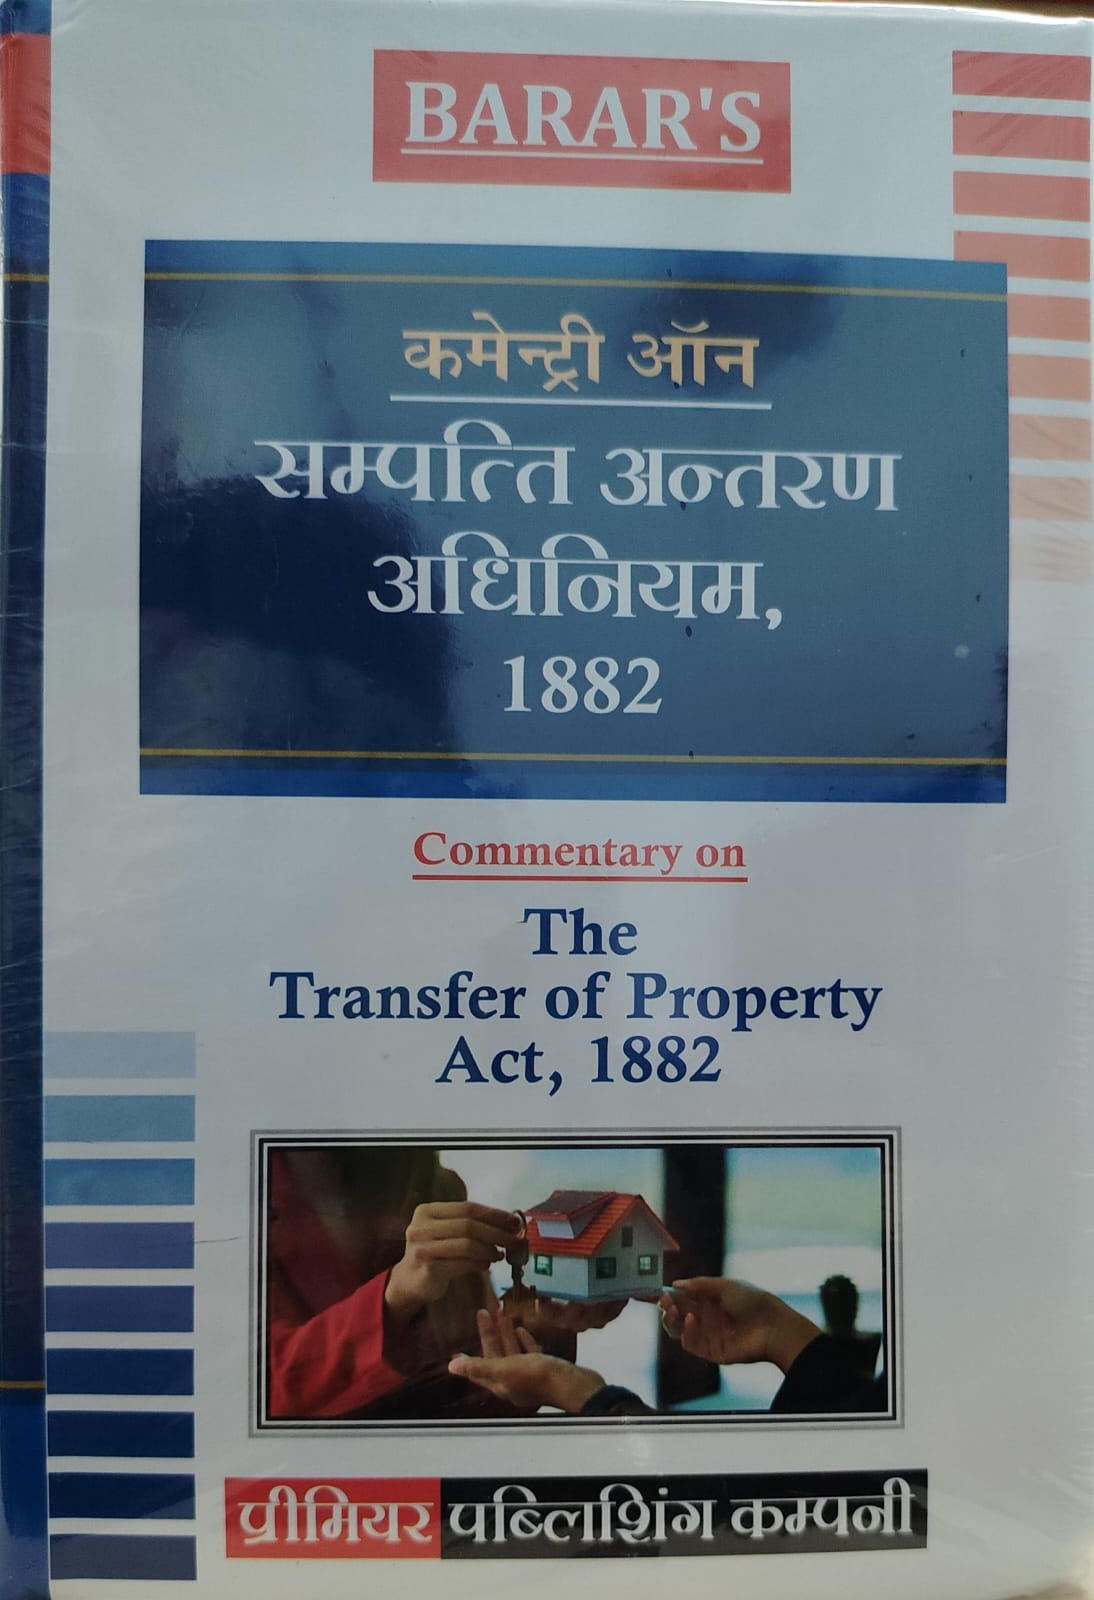 BARAR'S
कमेन्ट्री ऑन
सम्पत्ति अन्तरण
अधिनियम,
1882
Commentary on
The
Transfer of Property
Act, 1882
प्रीमियर पब्लिशिंग कम्पनी